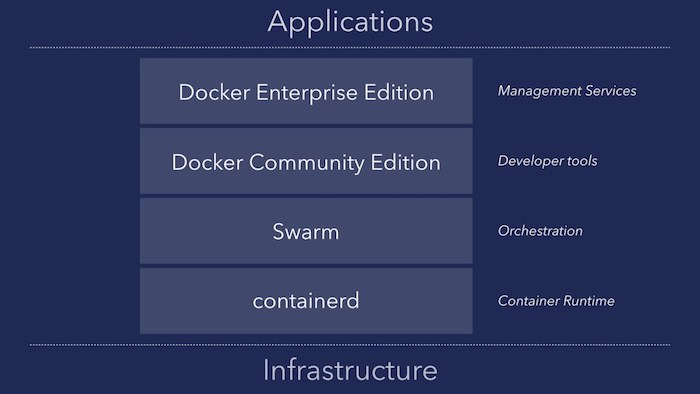 Applications
Docker Enterprise Edition
Management Services
Docker Community Edition
Developer tools
Swarm
Orchestration
containerd
Container Runtime
Infrastructure